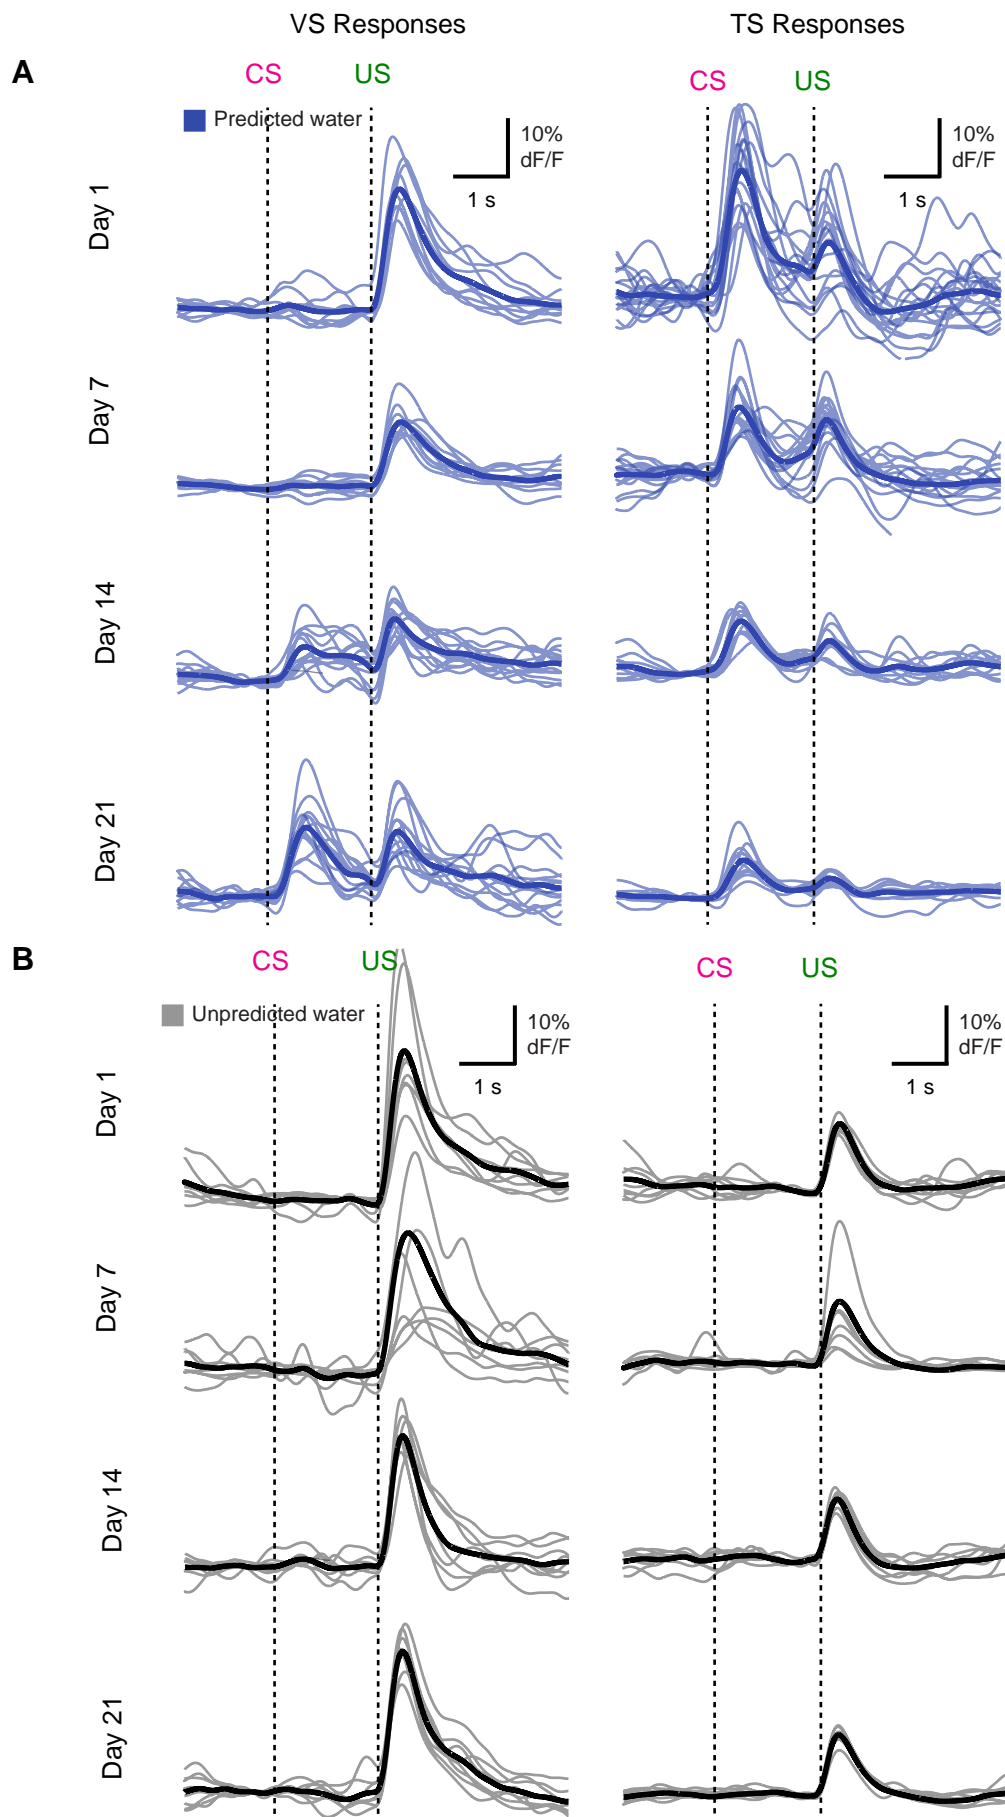 VS Responses
TS Responses
A
CS
US
CS
US
Predicted water
10%
dF/F
1 s
10%
dF/F
1 s
Day 1
Day 7
Day 14
Day 21
B
CS
US
CS
US
Unpredicted water
10%
dF/F
1 s
10%
dF/F
1 s
Day 1
Day 7
Day 14
Day 21